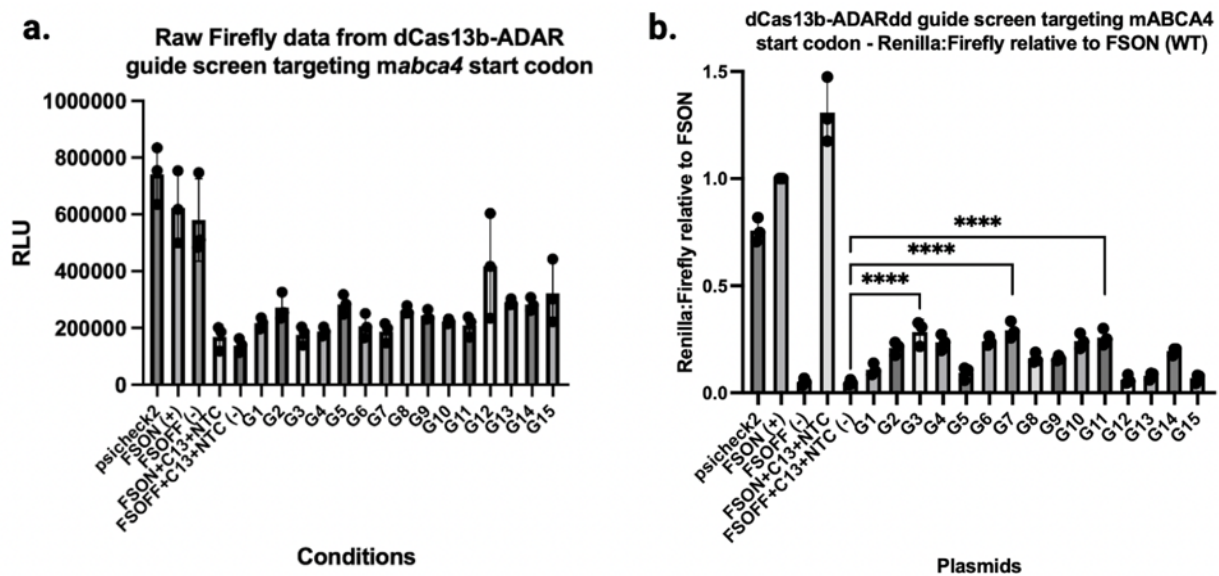 a.
Raw Firefly data from dCas13b-ADAR
guide screen targeting mabca4 start codon
RLU
1000000
800000
600000
400000
200000
0
psicheck2
FSON (+)
FSOFF (-)
FSON+C13+NTC
FSOFF+C13+NTC (-)
G1
G2
G3
G4
G5
G6
G7
G8
G9
G10
G11
G12
G13
G14
G15
Conditions
b.
dCas13b-ADARdd guide screen targeting mABCA4
start codon - Renilla:Firefly relative to FSON (WT)
Renilla:Firefly relative to FSON
1.5
1.0
0.5
0.0
****
****
****
psicheck2
FSON (+)
FSOFF (-)
FSON+C13+NTC
FSOFF+C13+NTC (-)
G1
G2
G3
G4
G5
G6
G7
G8
G9
G10
G11
G12
G13
G14
G15
Plasmids